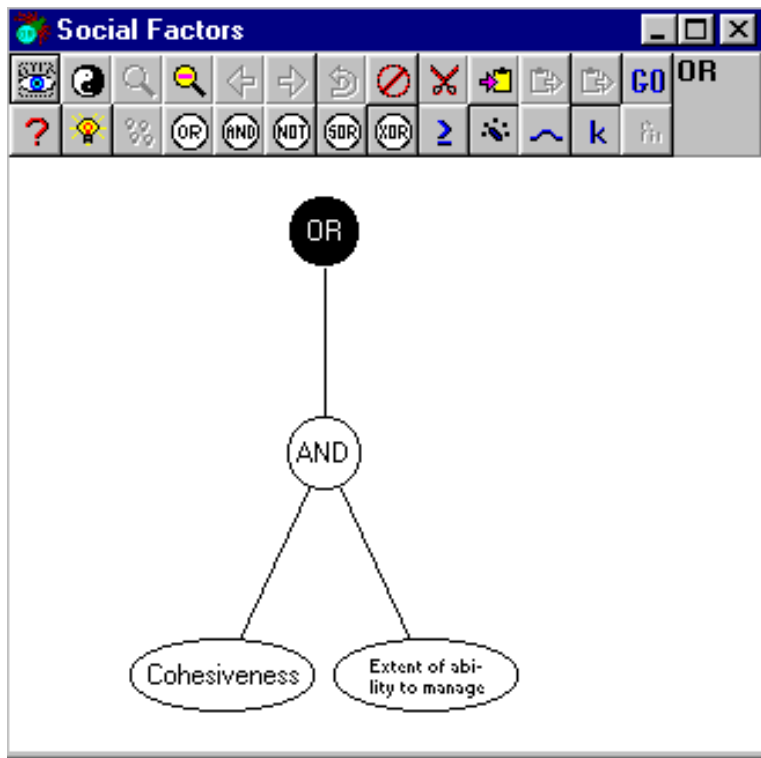 Social Factors
GO
OR
?
OR
AND
NOT
SOR
XOR
≥
k
OR
AND
Cohesiveness
Extent of abi-
lity to manage